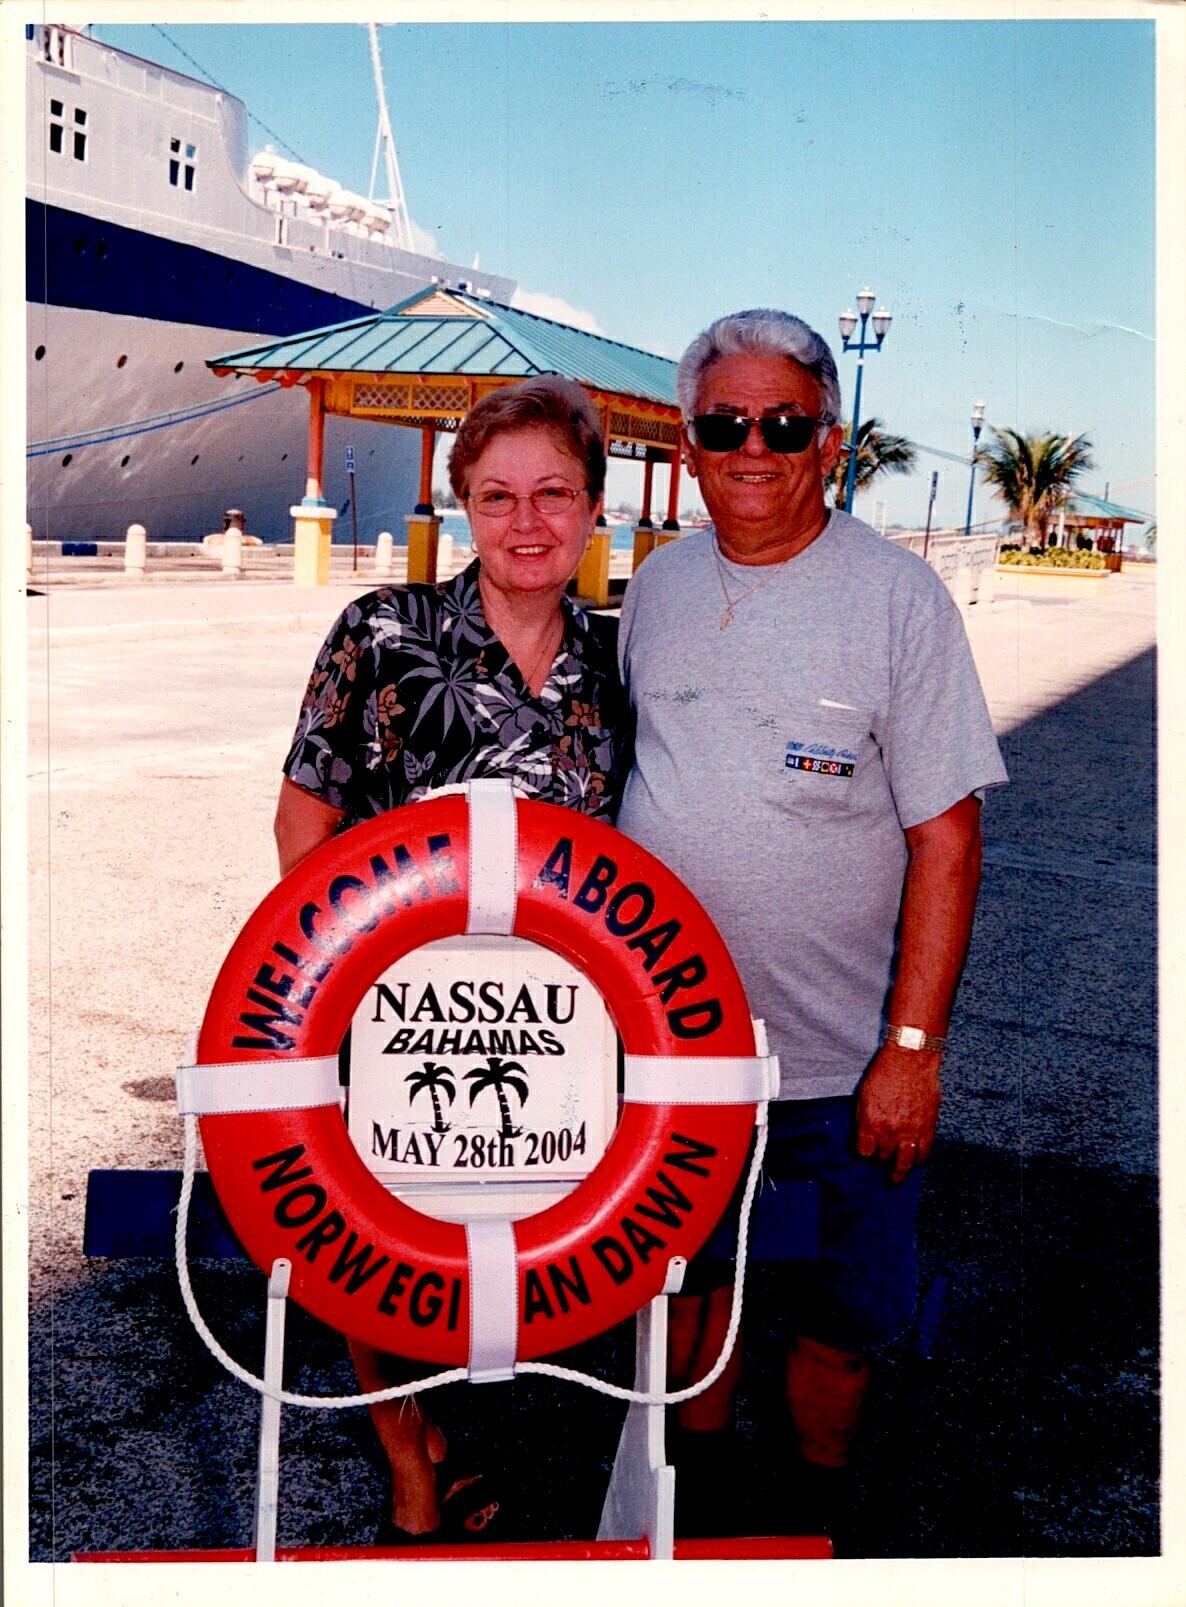 WELCOME ABOARD
NASSAU
BAHAMAS
MAY 28th 2004
NORWEGIAN DAWN